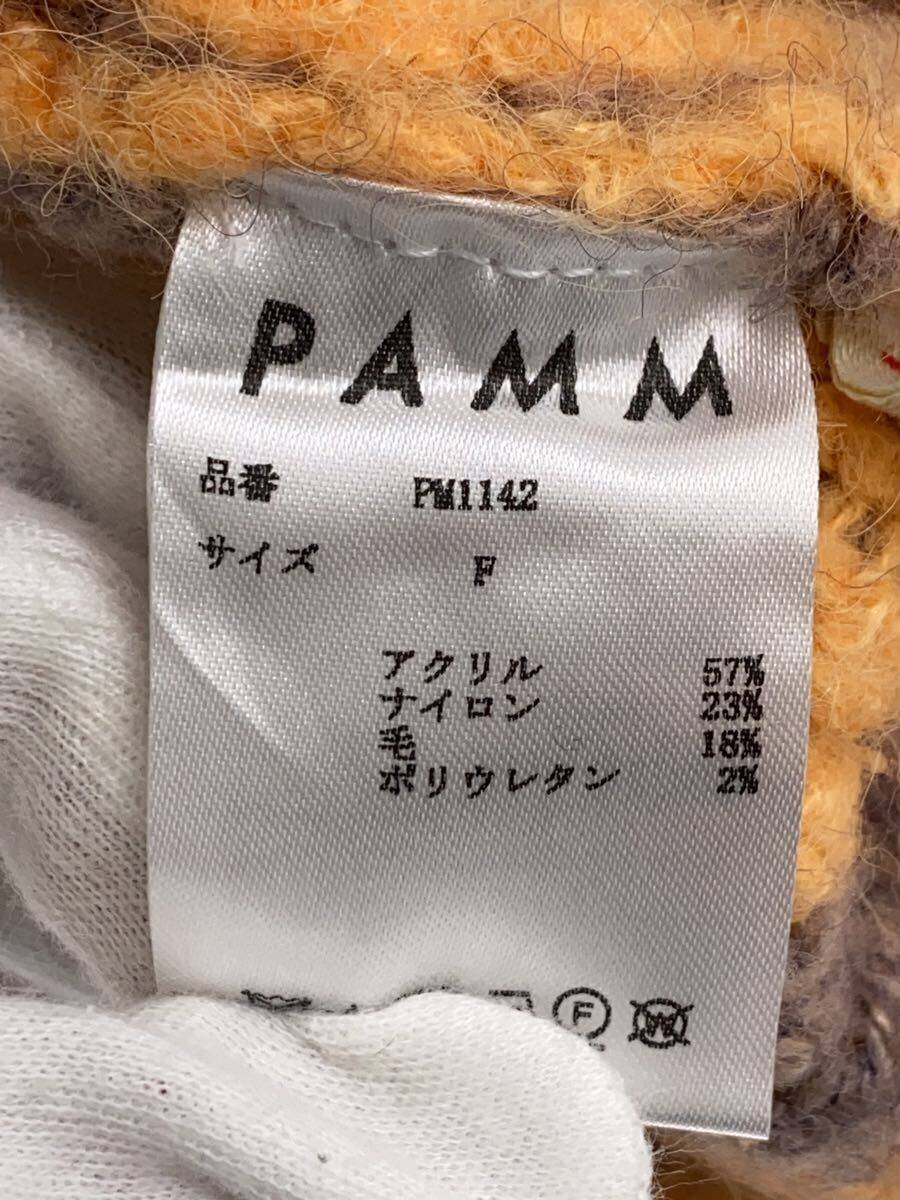 PAMM
品番 PM1142
サイズ F
アクリル 57%
ナイロン 23%
毛 18%
ポリウレタン 2%
F W